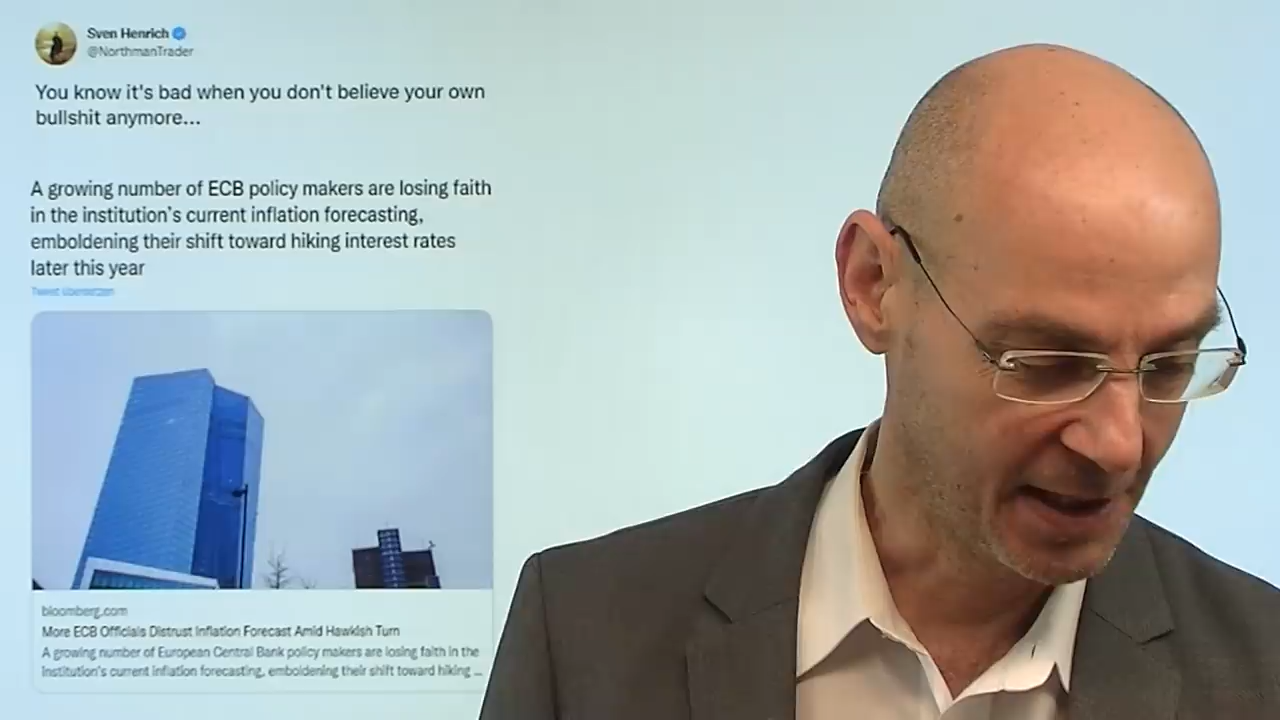 Sven Henrich
@NorthmanTrader
You know it's bad when you don't believe your own
bullshit anymore...
A growing number of ECB policy makers are losing faith
in the institution's current inflation forecasting,
emboldening their shift toward hiking interest rates
later this year
Tweet übersetzen
bloomberg.com
More ECB Officials Distrust Inflation Forecast Amid Hawkish Turn
A growing number of European Central Bank policy makers are losing faith in the
institution's current inflation forecasting, emboldening their shift toward hiking ...